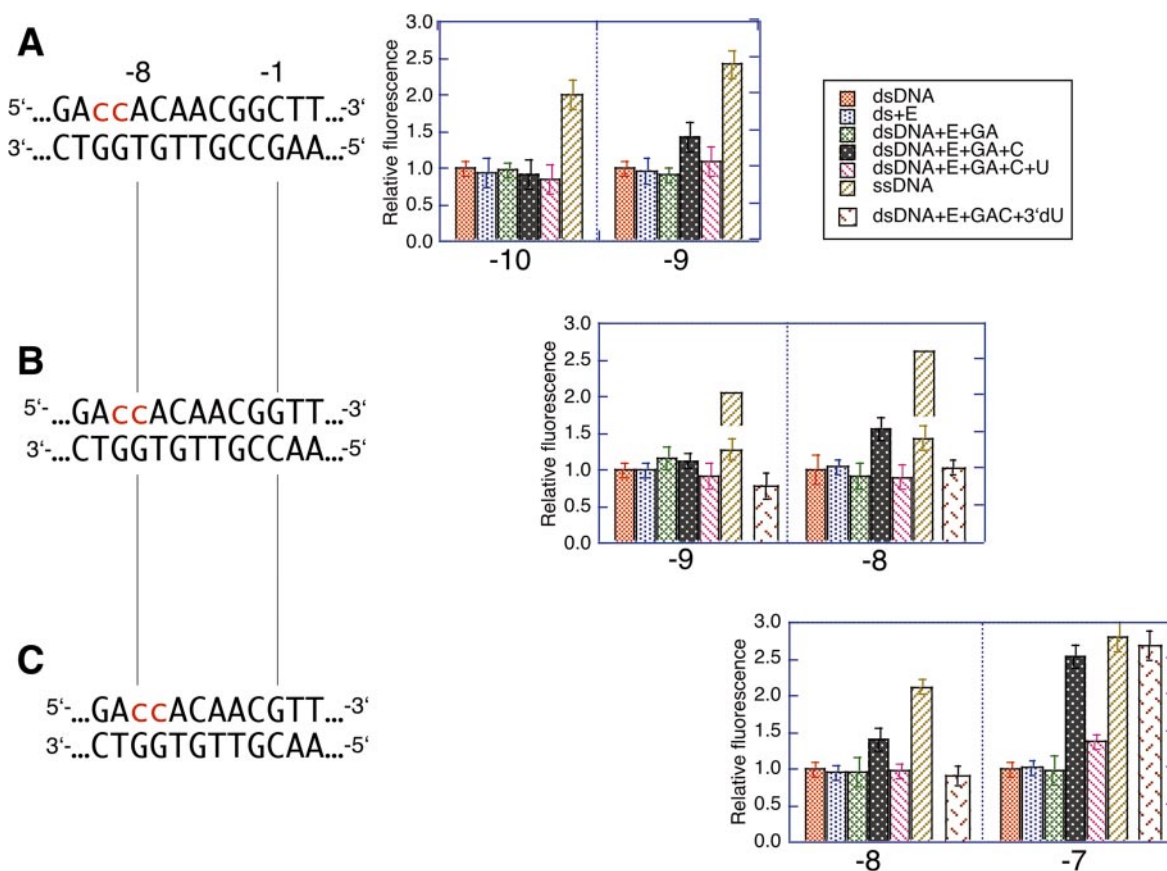 A
-8 -1
5'-...GAccACAACGGCTT...-3'
3'-...CTGGTGTTGCCGAA...-5'
Relative fluorescence
3.0
2.5
2.0
1.5
1.0
0.5
0.0
-10 -9
dsDNA
ds+E
dsDNA+E+GA
dsDNA+E+GA+C
dsDNA+E+GA+C+U
ssDNA
dsDNA+E+GAC+3'dU
B
5'-...GAccACAACGGTT...-3'
3'-...CTGGTGTTGCCAA...-5'
Relative fluorescence
3.0
2.5
2.0
1.5
1.0
0.5
0.0
-9 -8
C
5'-...GAccACAACGTT...-3'
3'-...CTGGTGTTGCAA...-5'
Relative fluorescence
3.0
2.5
2.0
1.5
1.0
0.5
0.0
-8 -7